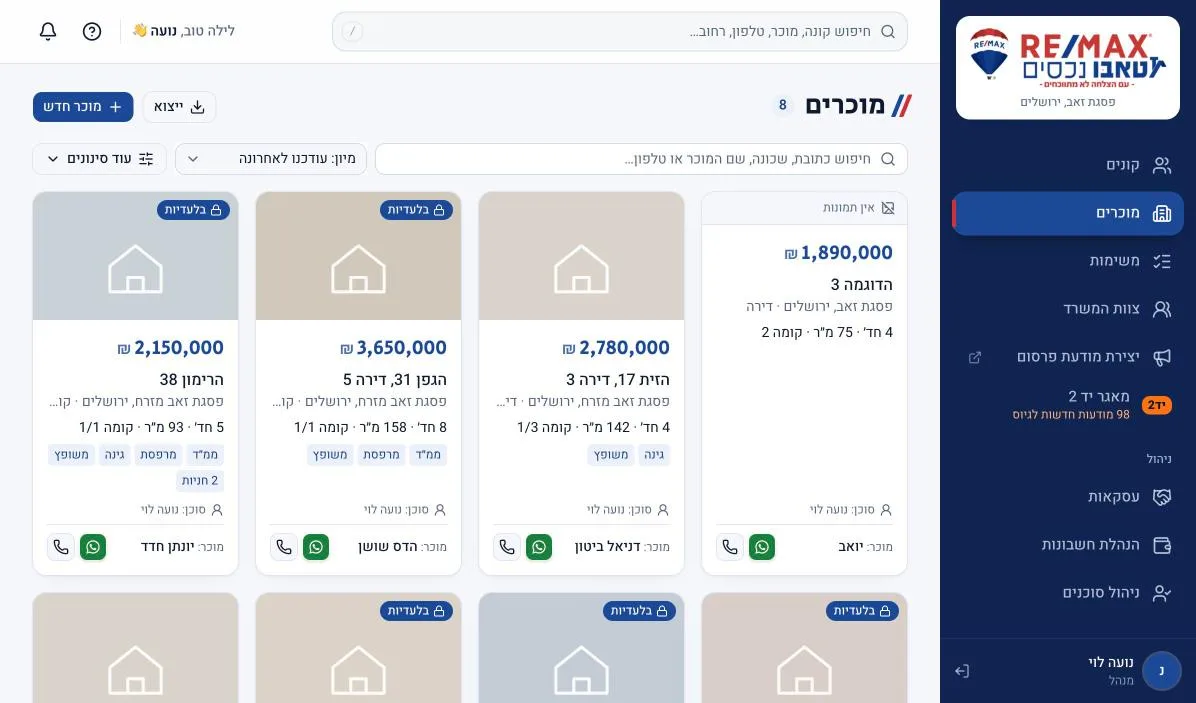 RE/MAX
RE/MAX
טאבו נכסים
- עם הצלחה לא מתווכחים -
פסגת זאב, ירושלים
קונים
מוכרים
משימות
צוות המשרד
יצירת מודעת פרסום
יד2
מאגר יד 2
98 מודעות חדשות לגיוס
ניהול
עסקאות
הנהלת חשבונות
ניהול סוכנים
נ
נועה לוי
מנהל
חיפוש קונה, מוכר, טלפון, רחוב...
/
לילה טוב, נועה 👋
מוכרים
8
ייצוא
מוכר חדש
חיפוש כתובת, שכונה, שם המוכר או טלפון...
מיון: עודכנו לאחרונה
עוד סינונים
אין תמונות
1,890,000 ₪
הדוגמה 3
פסגת זאב, ירושלים · דירה
4 חד׳ · 75 מ״ר · קומה 2
סוכן: נועה לוי
מוכר: יואב
2,780,000 ₪
הזית 17, דירה 3
פסגת זאב מזרח, ירושלים · די...
4 חד׳ · 142 מ״ר · קומה 1/3
גינה
משופץ
סוכן: נועה לוי
מוכר: דניאל ביטון
בלעדיות
3,650,000 ₪
הגפן 31, דירה 5
פסגת זאב מזרח, ירושלים · קו...
8 חד׳ · 158 מ״ר · קומה 1/1
ממ״ד
מרפסת
משופץ
סוכן: נועה לוי
מוכר: הדס שושן
בלעדיות
2,150,000 ₪
הרימון 38
פסגת זאב מזרח, ירושלים · קו...
5 חד׳ · 93 מ״ר · קומה 1/1
ממ״ד
מרפסת
גינה
משופץ
2 חניות
סוכן: נועה לוי
מוכר: יונתן חדד
בלעדיות
בלעדיות
בלעדיות